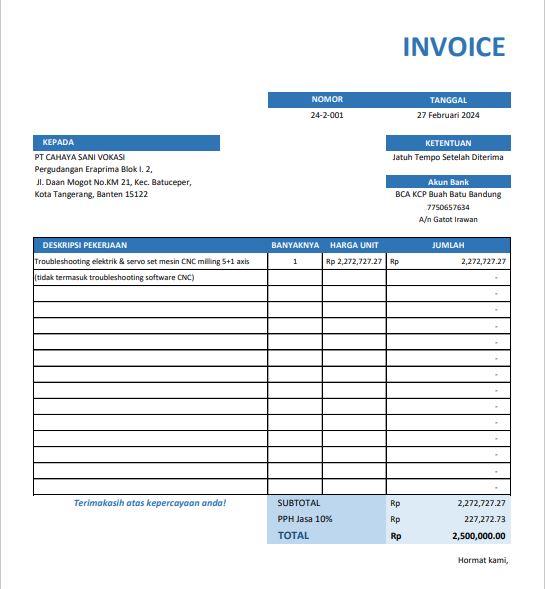 INVOICE
NOMOR TANGGAL
24-2-001 27 Februari 2024
KEPADA
PT CAHAYA SANI VOKASI
Pergudangan Eraprima Blok I. 2,
Jl. Daan Mogot No.KM 21, Kec. Batuceper,
Kota Tangerang, Banten 15122
KETENTUAN
Jatuh Tempo Setelah Diterima
Akun Bank
BCA KCP Buah Batu Bandung
7750657634
A/n Gatot Irawan
DESKRIPSI PEKERJAAN BANYAKNYA HARGA UNIT JUMLAH
Troubleshooting elektrik & servo set mesin CNC milling 5+1 axis 1 Rp 2,272,727.27 Rp 2,272,727.27
(tidak termasuk troubleshooting software CNC) -
-
-
-
-
-
-
-
-
-
-
-
-
-
Terimakasih atas kepercayaan anda! SUBTOTAL Rp 2,272,727.27
PPH Jasa 10% Rp 227,272.73
TOTAL Rp 2,500,000.00
Hormat kami,